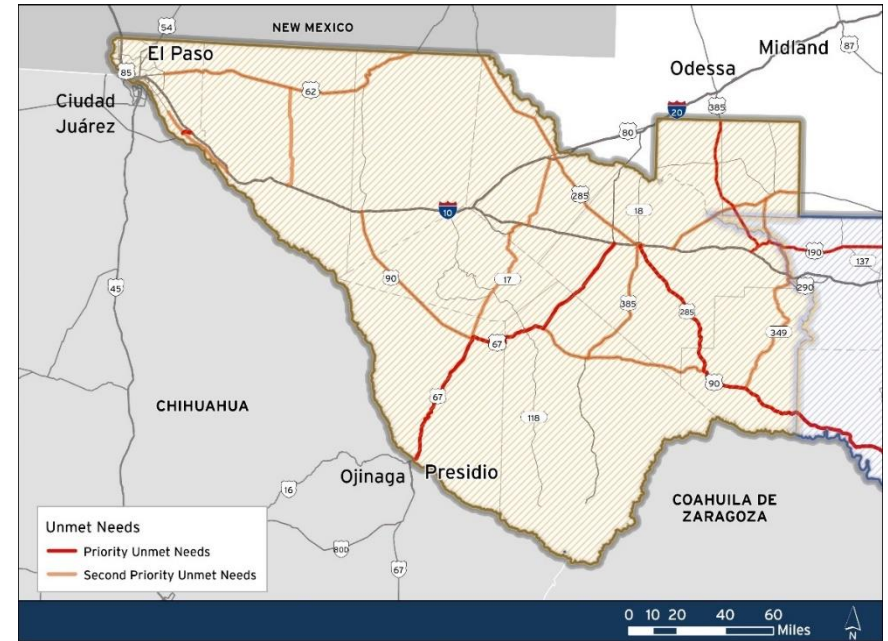 54
NEW MEXICO
El Paso
85
Midland
87
Odessa
62
385
Ciudad
Juárez
20
80
285
18
10
190
137
17
90
290
45
385
285
349
67
90
67
CHIHUAHUA
118
Ojinaga
Presidio
16
COAHUILA DE
ZARAGOZA
Unmet Needs
Priority Unmet Needs
800
Second Priority Unmet Needs
67
0 10 20 40 60
Miles
N